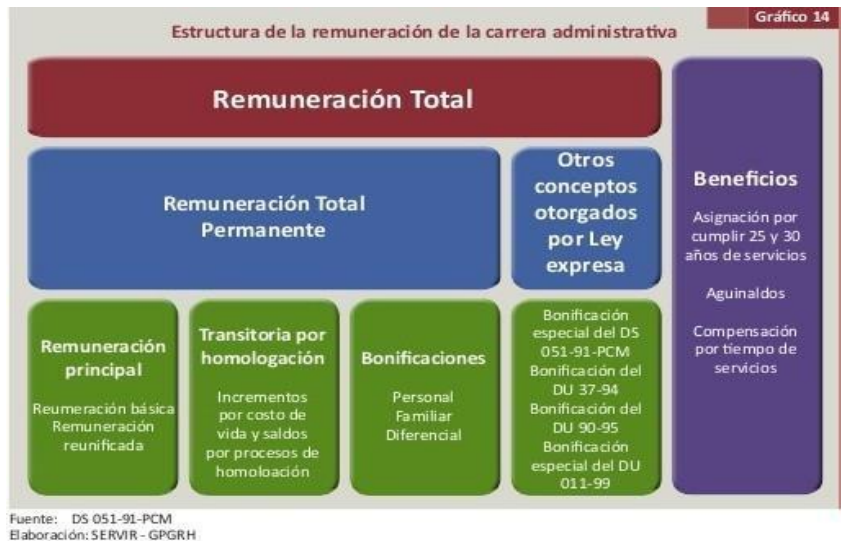 Gráfico 14
Estructura de la remuneración de la carrera administrativa
Remuneración Total
Remuneración Total
Permanente
Otros
conceptos
otorgados
por Ley
expresa
Remuneración
principal
Reumeración básica
Remuneración
reunificada
Transitoria por
homologación
Incrementos
por costo de
vida y saldos
por procesos de
homoloación
Bonificaciones
Personal
Familiar
Diferencial
Bonificación
especial del DS
051-91-PCM
Bonificación del
DU 37-94
Bonificación del
DU 90-95
Bonificación
especial del DU
011-99
Beneficios
Asignación por
cumplir 25 y 30
años de servicios
Aguinaldos
Compensación
por tiempo de
servicios
Fuente: DS 051-91-PCM
Elaboración: SERVIR - GPGRH